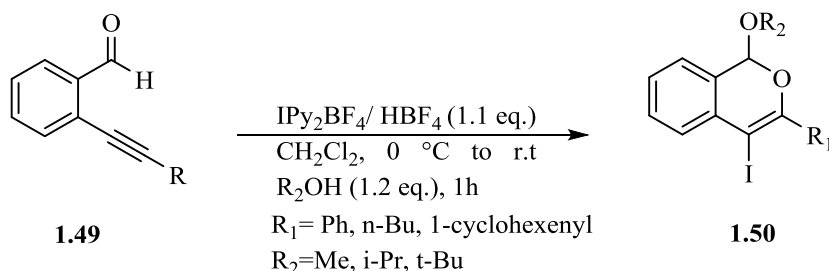 O
H
R
1.49
IPy2BF4/ HBF4 (1.1 eq.)
CH2Cl2, 0 °C to r.t
R2OH (1.2 eq.), 1h
R1= Ph, n-Bu, 1-cyclohexenyl
R2=Me, i-Pr, t-Bu
OR2
O
R1
I
1.50